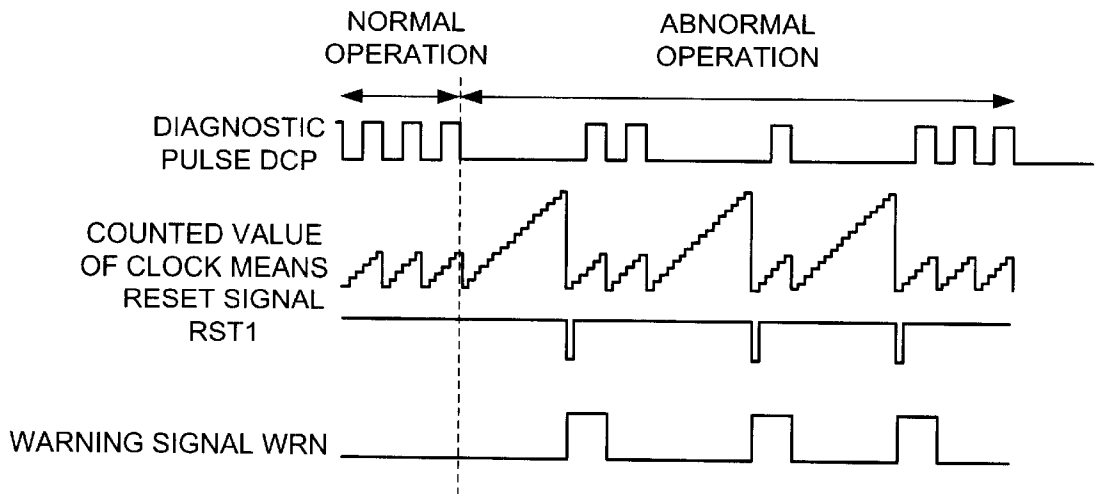 NORMAL
OPERATION
ABNORMAL
OPERATION
DIAGNOSTIC
PULSE DCP
COUNTED VALUE
OF CLOCK MEANS
RESET SIGNAL
RST1
WARNING SIGNAL WRN